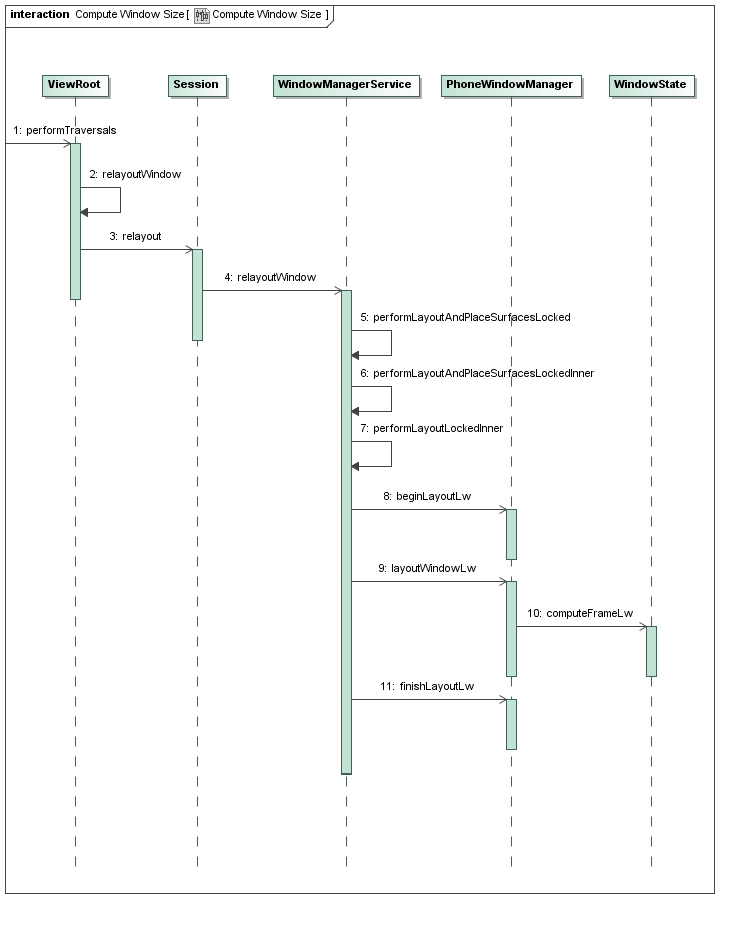 interaction Compute Window Size [ Compute Window Size ]
ViewRoot Session WindowManagerService PhoneWindowManager WindowState
1: performTraversals
2: relayoutWindow
3: relayout
4: relayoutWindow
5: performLayoutAndPlaceSurfacesLocked
6: performLayoutAndPlaceSurfacesLockedInner
7: performLayoutLockedInner
8: beginLayoutLw
9: layoutWindowLw
10: computeFrameLw
11: finishLayoutLw